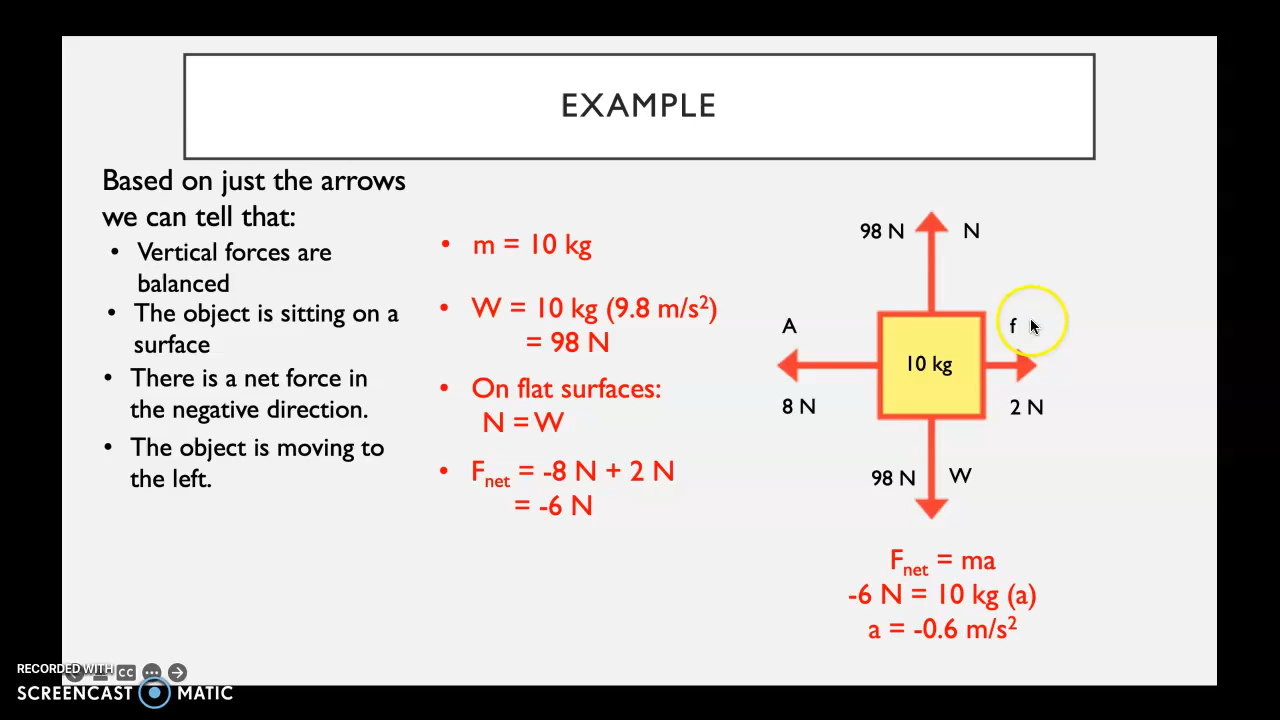 EXAMPLE
Based on just the arrows
we can tell that:
• Vertical forces are
balanced
• The object is sitting on a
surface
• There is a net force in
the negative direction.
• The object is moving to
the left.
• m = 10 kg
• W = 10 kg (9.8 m/s²)
= 98 N
• On flat surfaces:
N = W
• Fnet = -8 N + 2 N
= -6 N
98 N N
A f
10 kg
8 N 2 N
98 N W
Fnet = ma
-6 N = 10 kg (a)
a = -0.6 m/s²
RECORDED WITH
CC
SCREENCAST MATIC